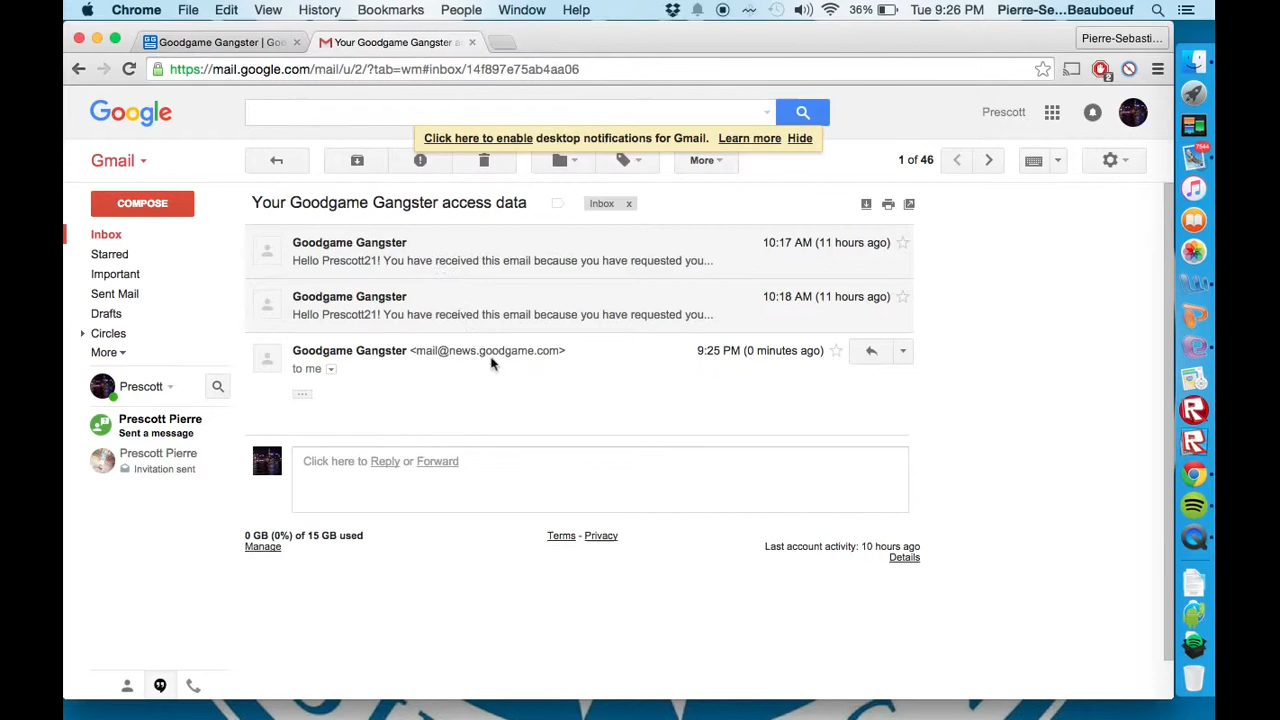 Chrome File Edit View History Bookmarks People Window Help 36% Tue 9:26 PM Pierre-Se... Beauboeuf
Goodgame Gangster | Goo
Your Goodgame Gangster a
Pierre-Sebasti...
https://mail.google.com/mail/u/2/?tab=wm#inbox/14f897e75ab4aa06
2
7544
Google
Prescott
Click here to enable desktop notifications for Gmail. Learn more Hide
Gmail
More
1 of 46
COMPOSE
Your Goodgame Gangster access data
Inbox x
Inbox
Starred
Important
Sent Mail
Drafts
Circles
More
Prescott
Prescott Pierre
Sent a message
Prescott Pierre
Invitation sent
Goodgame Gangster 10:17 AM (11 hours ago)
Hello Prescott21! You have received this email because you have requested you...
Goodgame Gangster 10:18 AM (11 hours ago)
Hello Prescott21! You have received this email because you have requested you...
Goodgame Gangster <mail@news.goodgame.com> 9:25 PM (0 minutes ago)
to me
...
Click here to Reply or Forward
0 GB (0%) of 15 GB used
Manage
Terms - Privacy
Last account activity: 10 hours ago
Details